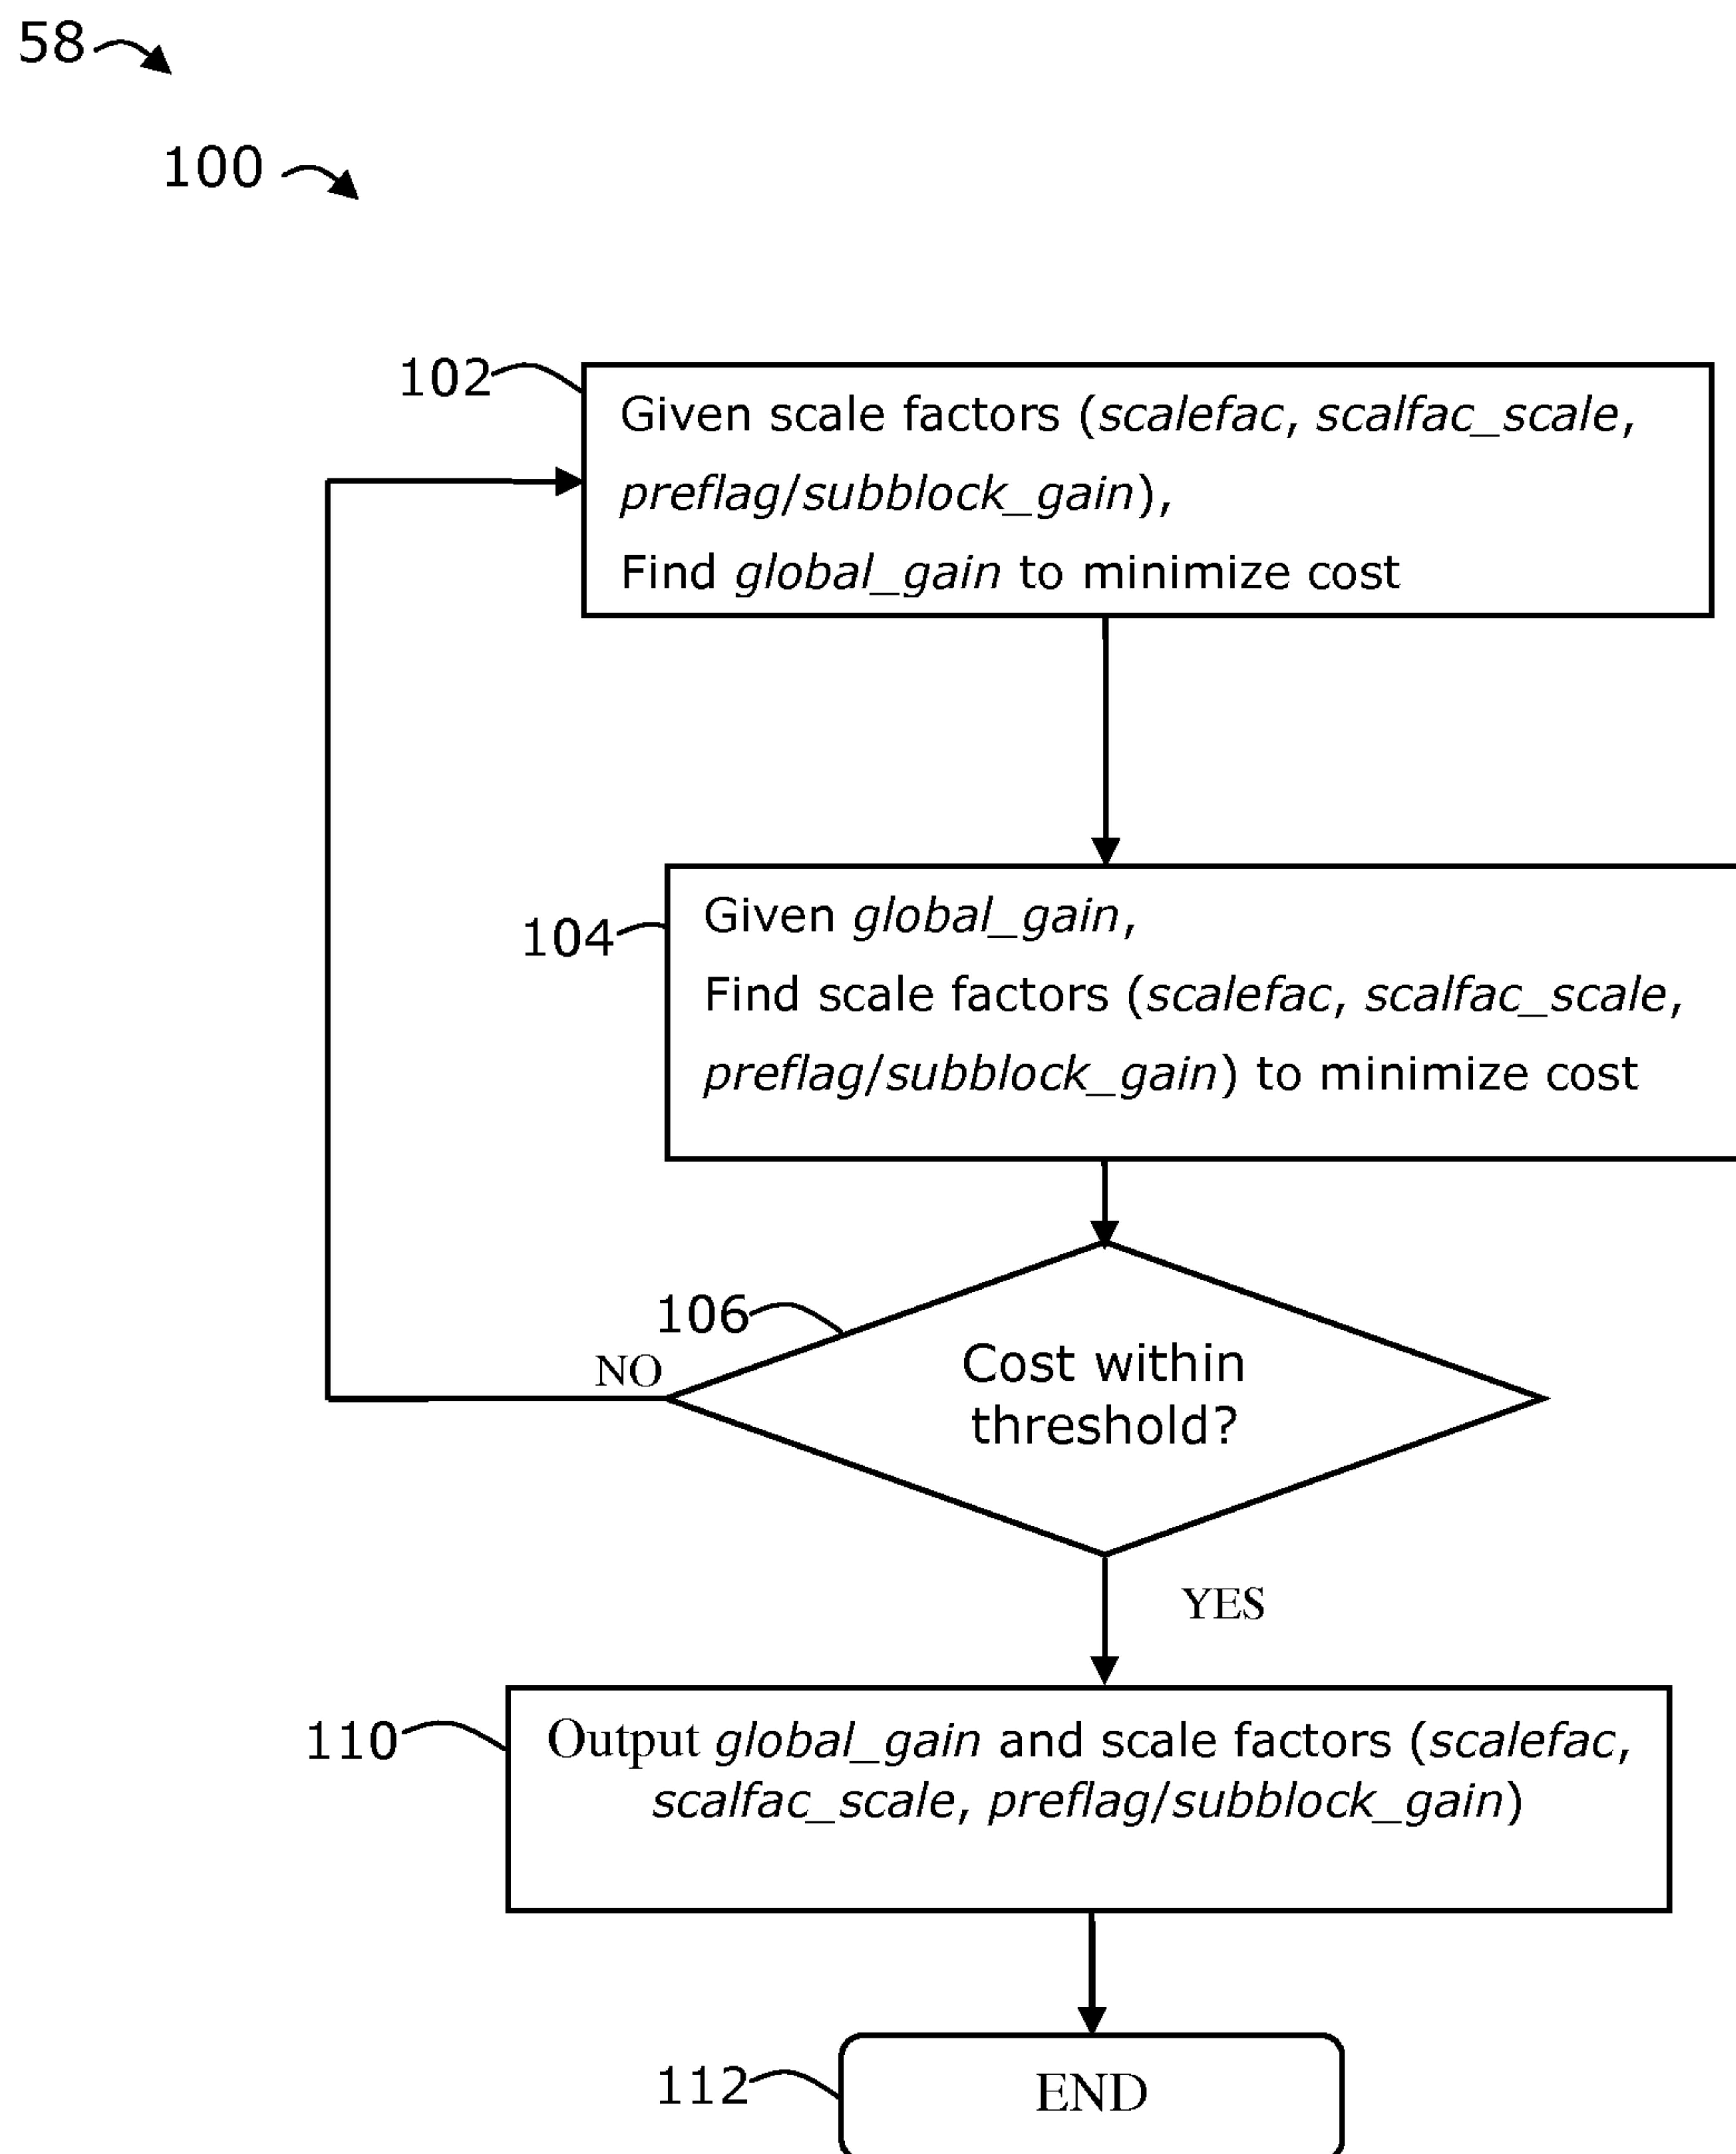 58
100
102
Given scale factors (scalefac, scalfac_scale,
preflag/subblock_gain),
Find global_gain to minimize cost
104
Given global_gain,
Find scale factors (scalefac, scalfac_scale,
preflag/subblock_gain) to minimize cost
106
NO
Cost within
threshold?
YES
110
Output global_gain and scale factors (scalefac,
scalfac_scale, preflag/subblock_gain)
112
END